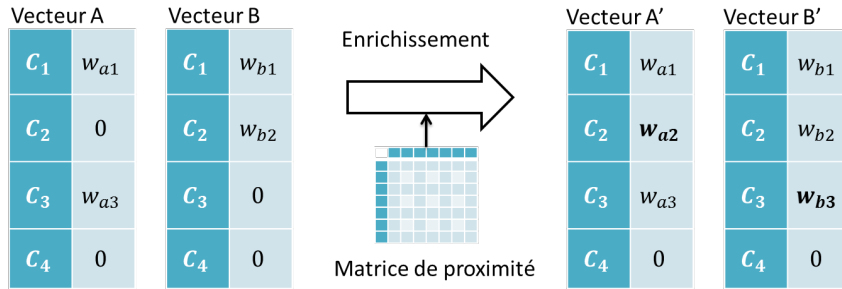 Vecteur A
C1 wa1
C2 0
C3 wa3
C4 0
Vecteur B
C1 wb1
C2 wb2
C3 0
C4 0
Enrichissement
Matrice de proximité
Vecteur A’
C1 wa1
C2 wa2
C3 wa3
C4 0
Vecteur B’
C1 wb1
C2 wb2
C3 wb3
C4 0